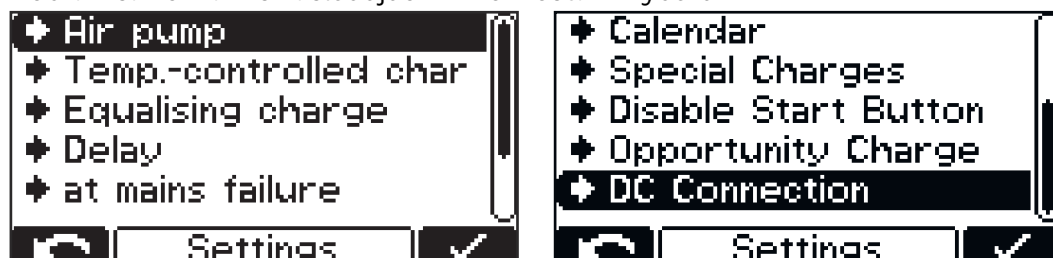 Air pump
Temp.-controlled char
Equalising charge
Delay
at mains failure
Settings
Calendar
Special Charges
Disable Start Button
Opportunity Charge
DC Connection
Settings